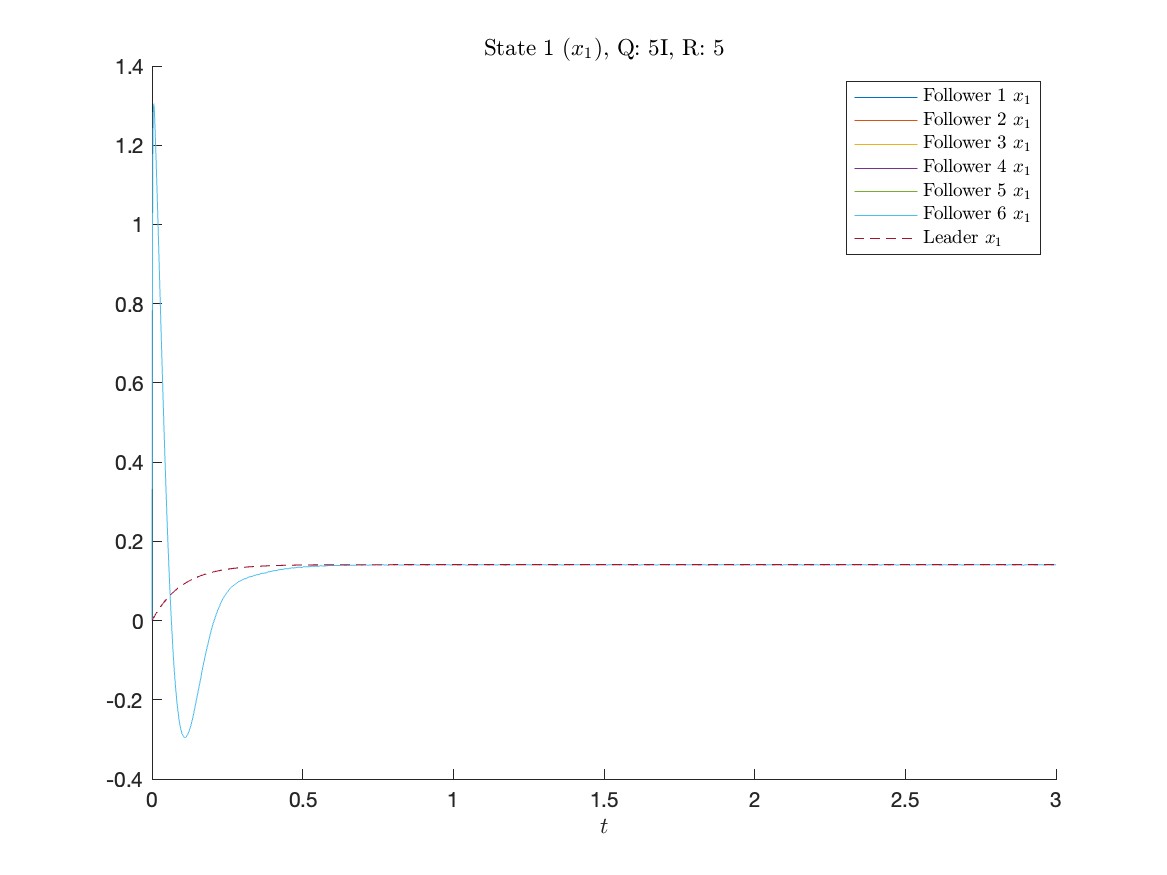 State 1 (x₁), Q: 5I, R: 5
1.4
1.2
1
0.8
0.6
0.4
0.2
0
-0.2
-0.4
Follower 1 x₁
Follower 2 x₁
Follower 3 x₁
Follower 4 x₁
Follower 5 x₁
Follower 6 x₁
Leader x₁
0 0.5 1 1.5 2 2.5 3
t